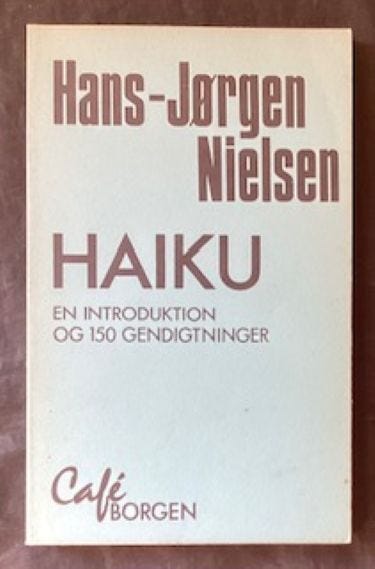 Hans-Jørgen
Nielsen
HAIKU
EN INTRODUKTION
OG 150 GENDIGTNINGER
Café
BORGEN